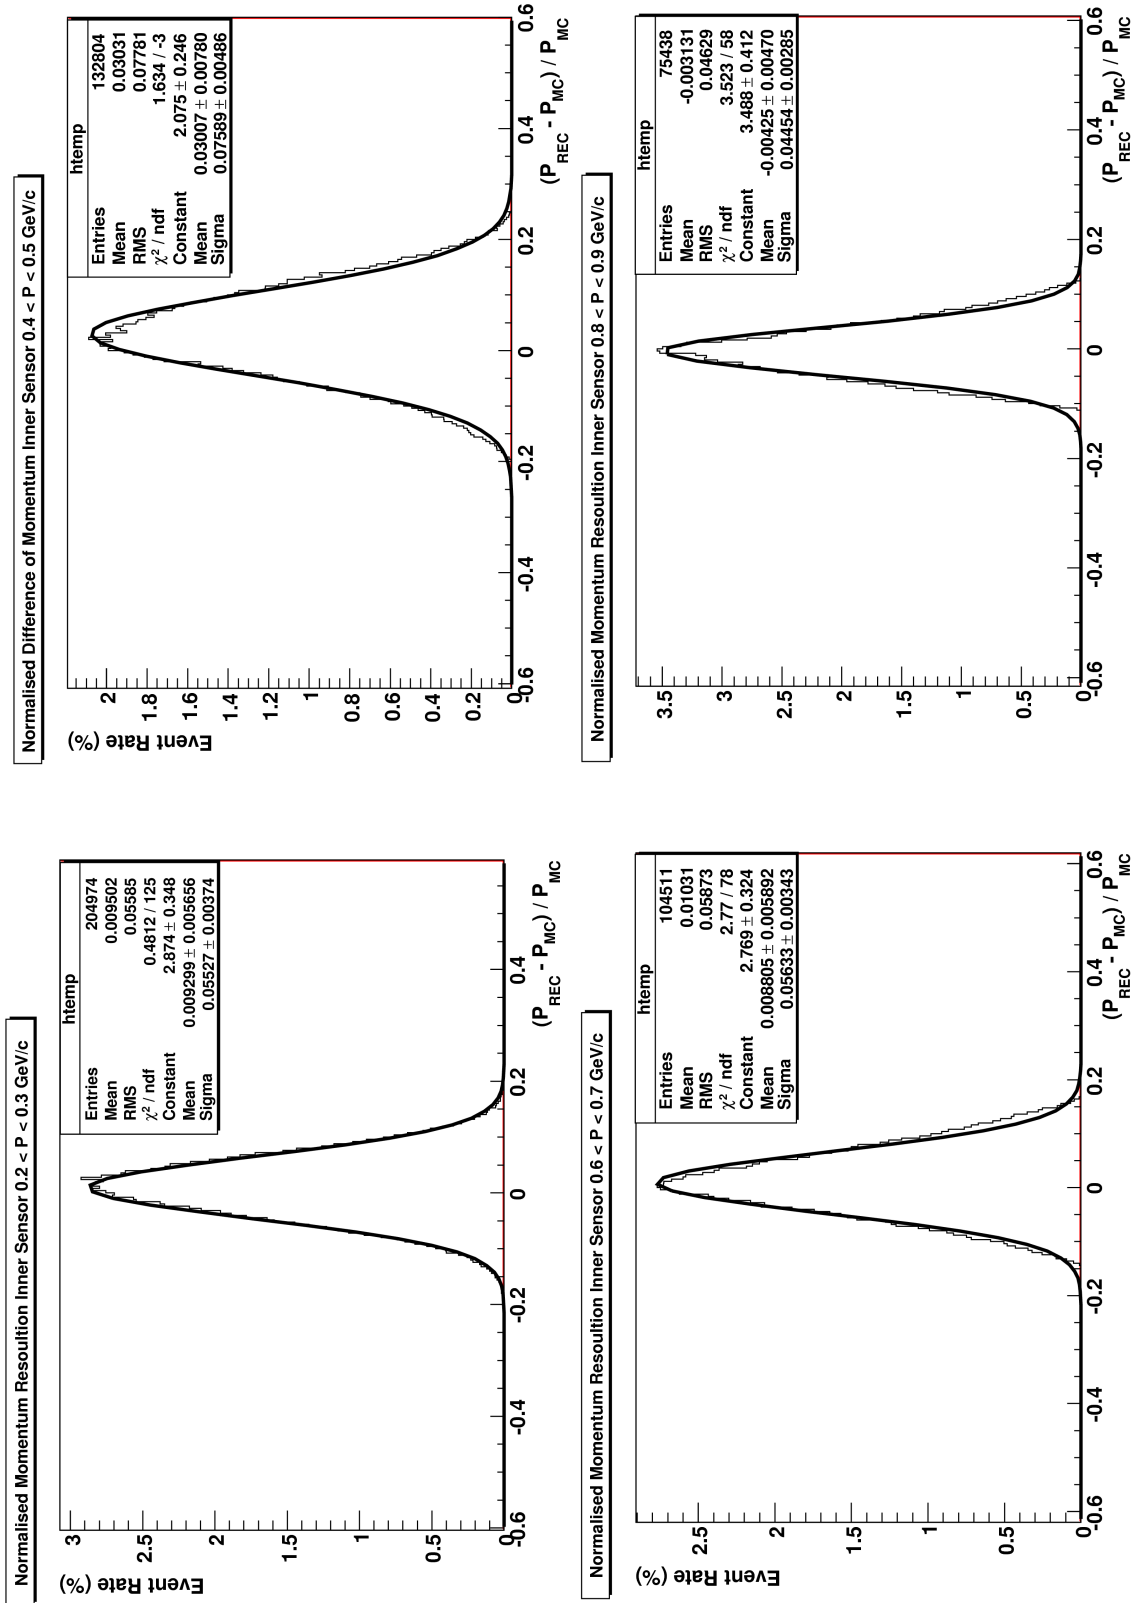 Normalised Momentum Resoultion Inner Sensor 0.2 < P < 0.3 GeV/c
htemp
Entries 204974
Mean 0.009502
RMS 0.05585
χ² / ndf 0.4812 / 125
Constant 2.874 ± 0.348
Mean 0.009299 ± 0.005656
Sigma 0.05527 ± 0.00374
Event Rate (%)
3
2.5
2
1.5
1
0.5
0
-0.6 -0.4 -0.2 0 0.2 0.4
(P_REC - P_MC) / P_MC
Normalised Difference of Momentum Inner Sensor 0.4 < P < 0.5 GeV/c
htemp
Entries 132804
Mean 0.03031
RMS 0.07781
χ² / ndf 1.634 / -3
Constant 2.075 ± 0.246
Mean 0.03007 ± 0.00780
Sigma 0.07589 ± 0.00486
Event Rate (%)
2
1.8
1.6
1.4
1.2
1
0.8
0.6
0.4
0.2
0
-0.6 -0.4 -0.2 0 0.2 0.4 0.6
(P_REC - P_MC) / P_MC
Normalised Momentum Resoultion Inner Sensor 0.6 < P < 0.7 GeV/c
htemp
Entries 104511
Mean 0.01031
RMS 0.05873
χ² / ndf 2.77 / 78
Constant 2.769 ± 0.324
Mean 0.008805 ± 0.005892
Sigma 0.05633 ± 0.00343
Event Rate (%)
2.5
2
1.5
1
0.5
0
-0.6 -0.4 -0.2 0 0.2 0.4 0.6
(P_REC - P_MC) / P_MC
Normalised Momentum Resoultion Inner Sensor 0.8 < P < 0.9 GeV/c
htemp
Entries 75438
Mean -0.003131
RMS 0.04629
χ² / ndf 3.523 / 58
Constant 3.488 ± 0.412
Mean -0.00425 ± 0.00470
Sigma 0.04454 ± 0.00285
Event Rate (%)
3.5
3
2.5
2
1.5
1
0.5
0
-0.6 -0.4 -0.2 0 0.2 0.4 0.6
(P_REC - P_MC) / P_MC